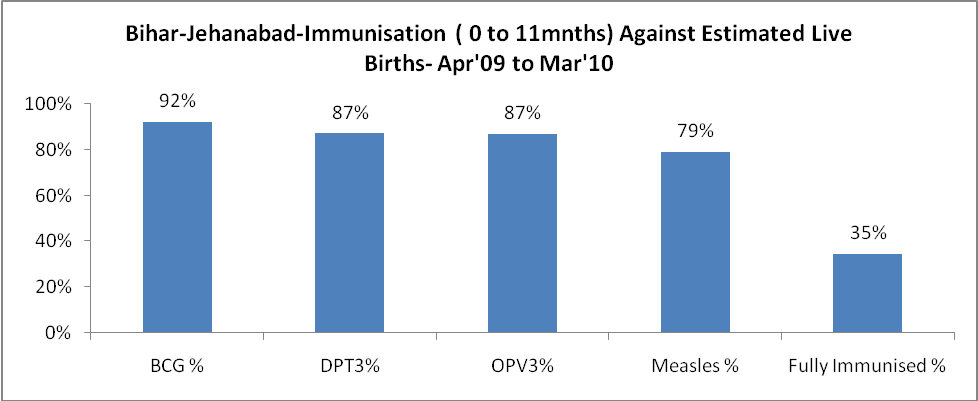 Bihar-Jehanabad-Immunisation ( 0 to 11mnths) Against Estimated Live
Births- Apr'09 to Mar'10
92%
87%
87%
79%
35%
100%
80%
60%
40%
20%
0%
BCG %
DPT3%
OPV3%
Measles %
Fully Immunised %